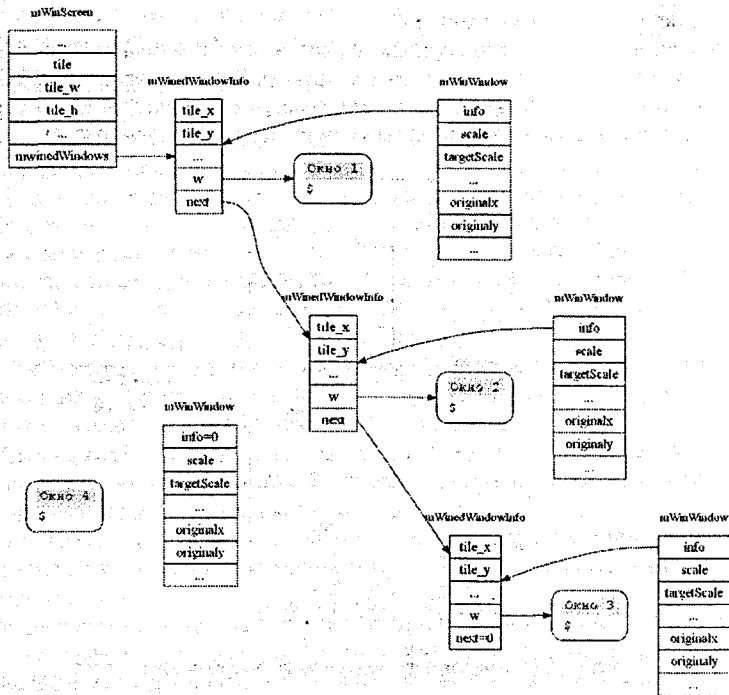 mWinScreen
...
tile
tile_w
tile_h
...
mwinedWindows
mWinedWindowInfo
tile_x
tile_y
...
w
next
Окно 1
$
mWinWindow
info
scale
targetScale
...
originalx
originaly
...
mWinedWindowInfo
tile_x
tile_y
...
w
next
Окно 2
$
mWinWindow
info
scale
targetScale
...
originalx
originaly
...
Окно 4
$
mWinWindow
info=0
scale
targetScale
...
originalx
originaly
...
mWinedWindowInfo
tile_x
tile_y
...
w
next=0
Окно 3
$
mWinWindow
info
scale
targetScale
...
originalx
originaly
...